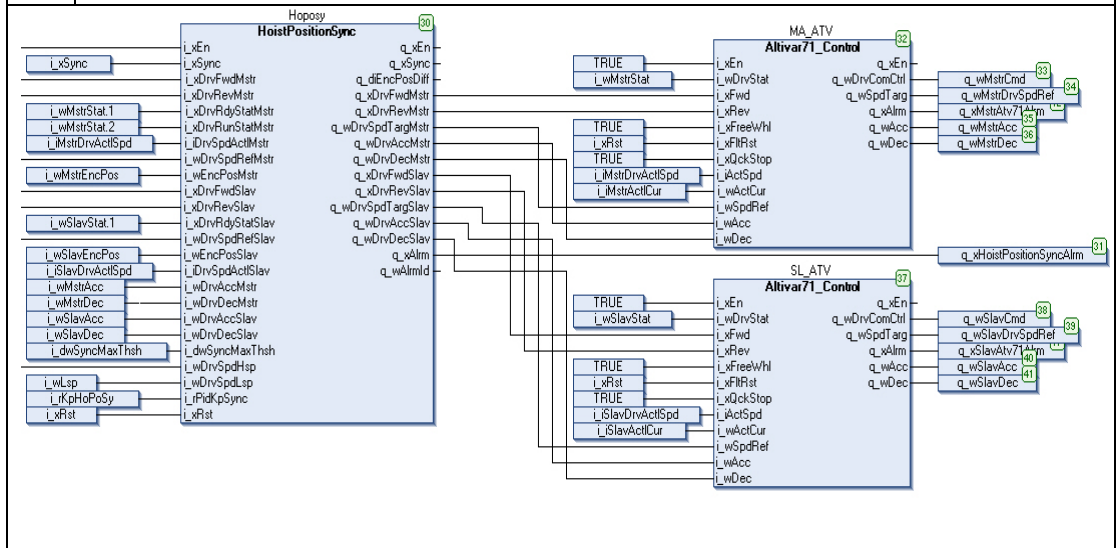 Hoposy
30
HoistPositionSync
i_xEn q_xEn
i_xSync i_xSync q_xSync
i_xDrvFwdMstr q_diEncPosDiff
i_xDrvRevMstr q_xDrvFwdMstr
i_wMstrStat.1 i_xDrvRdyStatMstr q_xDrvRevMstr
i_wMstrStat.2 i_xDrvRunStatMstr q_wDrvSpdTargMstr
i_iMstrDrvActlSpd i_iDrvSpdActlMstr q_wDrvAccMstr
i_wDrvSpdRefMstr q_wDrvDecMstr
i_wMstrEncPos i_wEncPosMstr q_xDrvFwdSlav
i_xDrvFwdSlav q_xDrvRevSlav
i_xDrvRevSlav q_wDrvSpdTargSlav
i_wSlavStat.1 i_xDrvRdyStatSlav q_wDrvAccSlav
i_wDrvSpdRefSlav q_wDrvDecSlav
i_wSlavEncPos i_wEncPosSlav q_xAlrm
i_iSlavDrvActlSpd i_iDrvSpdActlSlav q_wAlrmId
i_wMstrAcc i_wDrvAccMstr
i_wMstrDec i_wDrvDecMstr
i_wSlavAcc i_wDrvAccSlav
i_wSlavDec i_wDrvDecSlav
i_dwSyncMaxThsh i_dwSyncMaxThsh
i_wDrvSpdHsp
i_wLsp i_wDrvSpdLsp
i_rKpHoPoSy i_rPidKpSync
i_xRst i_xRst
MA_ATV
32
Altivar71_Control
TRUE i_xEn q_xEn
i_wMstrStat i_wDrvStat q_wDrvComCtrl q_wMstrCmd 33
i_xFwd q_wSpdTarg q_wMstrDrvSpdRef 34
i_xRev q_xAlrm q_xMstrAtv71Alrm
TRUE i_xFreeWhl q_wAcc q_wMstrAcc 35
i_xRst i_xFltRst q_wDec q_wMstrDec 36
TRUE i_xQckStop
i_iMstrDrvActlSpd i_iActSpd
i_iMstrActlCur i_wActCur
i_wSpdRef
i_wAcc
i_wDec
q_xHoistPositionSyncAlrm 31
SL_ATV
37
Altivar71_Control
TRUE i_xEn q_xEn
i_wSlavStat i_wDrvStat q_wDrvComCtrl q_wSlavCmd 38
i_xFwd q_wSpdTarg q_wSlavDrvSpdRef 39
i_xRev q_xAlrm q_xSlavAtv71Alrm
TRUE i_xFreeWhl q_wAcc q_wSlavAcc 40
i_xRst i_xFltRst q_wDec q_wSlavDec 41
TRUE i_xQckStop
i_iSlavDrvActlSpd i_iActSpd
i_iSlavActlCur i_wActCur
i_wSpdRef
i_wAcc
i_wDec